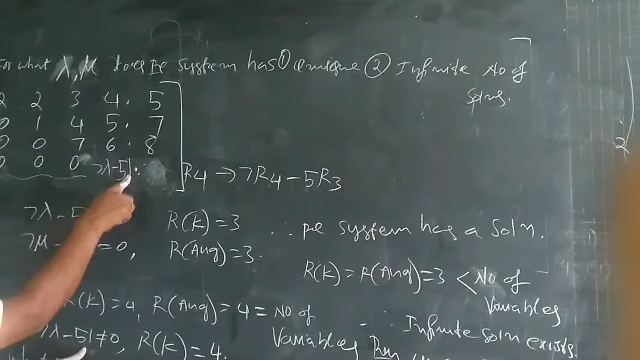 For what λ, μ does the system has ① unique ② Infinite No of
Solns.
2 2 3 4 : 5
0 1 4 5 : 7
0 0 7 6 : 8
0 0 0 7λ-51 :
R4 → 7R4 - 5R3
7λ-5
7μ - =0,
R(K) = 3
R(Aug) = 3.
∴ the system has a Soln.
R(K) = R(Aug) = 3 < No of
Variables
R(K) = 4, R(Aug) = 4 = No of
Variables
7λ-51≠0, R(K) = 4.
∴ Infinite soln exists